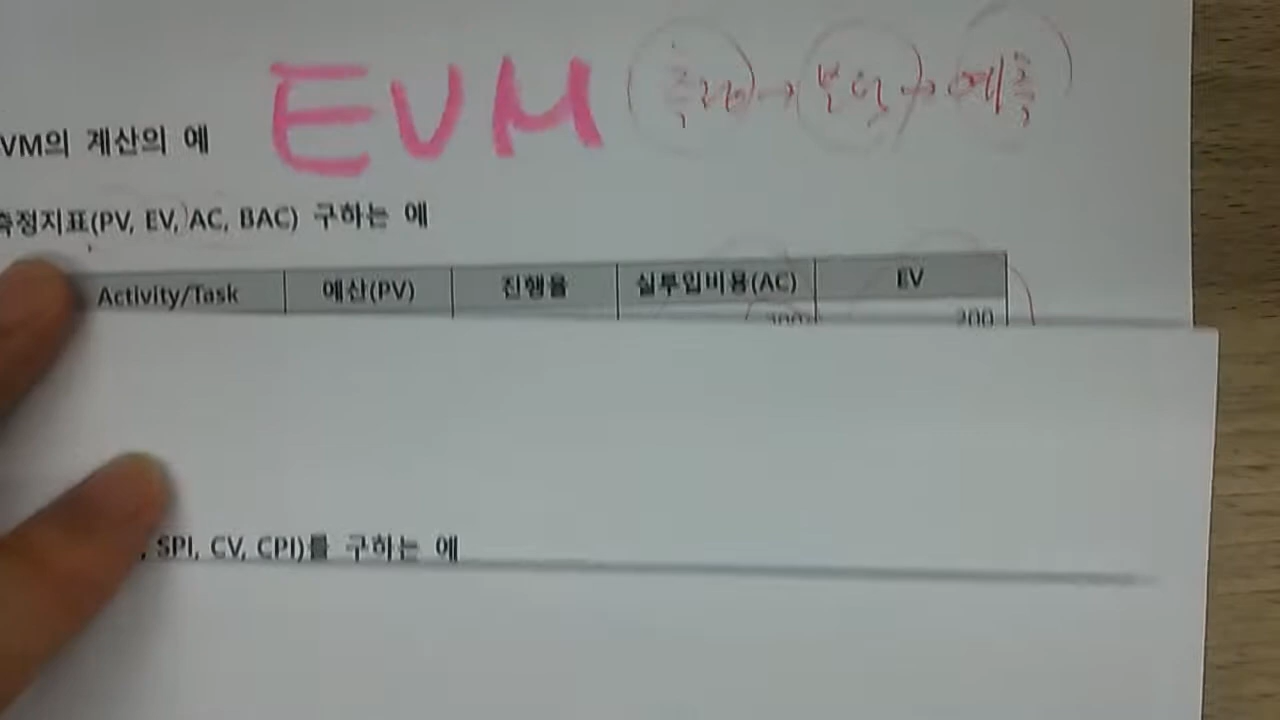 EVM (측정 → 분석 → 예측)
VM의 계산의 예
측정지표(PV, EV, AC, BAC) 구하는 예
Activity/Task 예산(PV) 진행율 실투입비용(AC) EV
200
, SPI, CV, CPI)를 구하는 예